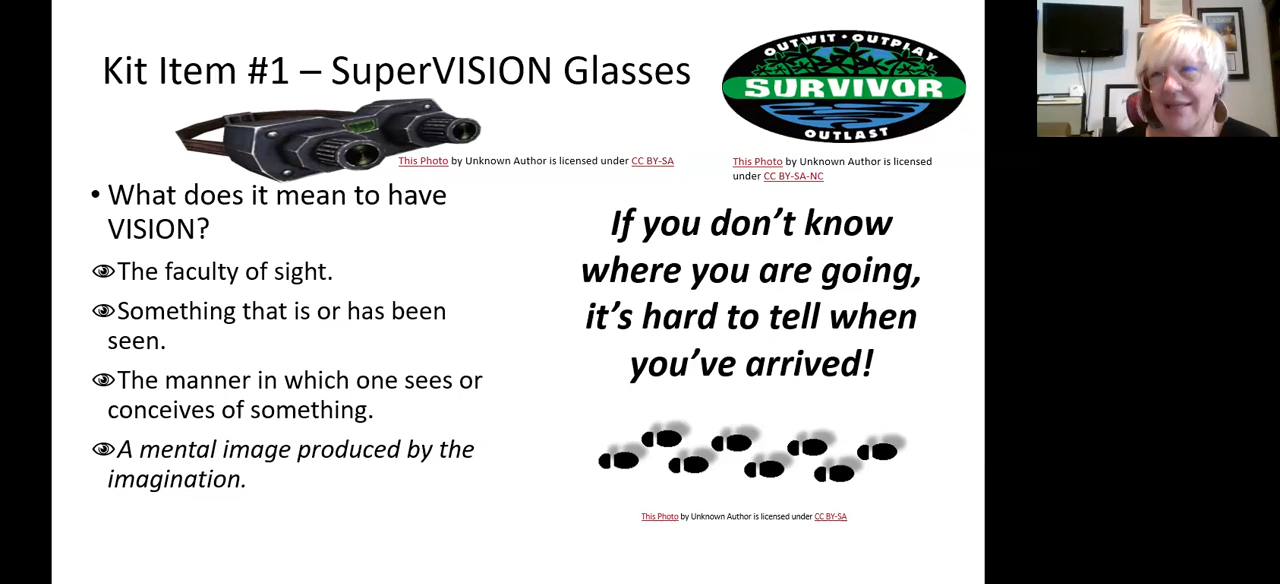 Kit Item #1 – SuperVISION Glasses
OUTWIT • OUTPLAY
SURVIVOR
OUTLAST
This Photo by Unknown Author is licensed under CC BY-SA
This Photo by Unknown Author is licensed
under CC BY-SA-NC
• What does it mean to have
VISION?
The faculty of sight.
Something that is or has been
seen.
The manner in which one sees or
conceives of something.
A mental image produced by the
imagination.
If you don’t know
where you are going,
it’s hard to tell when
you’ve arrived!
This Photo by Unknown Author is licensed under CC BY-SA